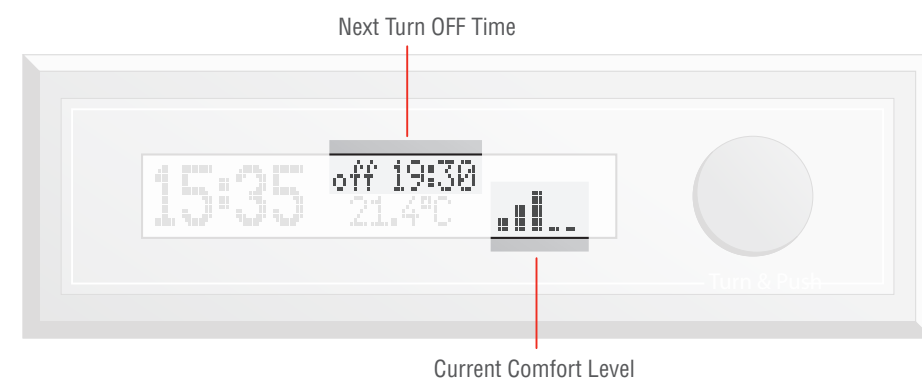 Next Turn OFF Time
15:35
off 19:30
21.4°C
Turn & Push
Current Comfort Level